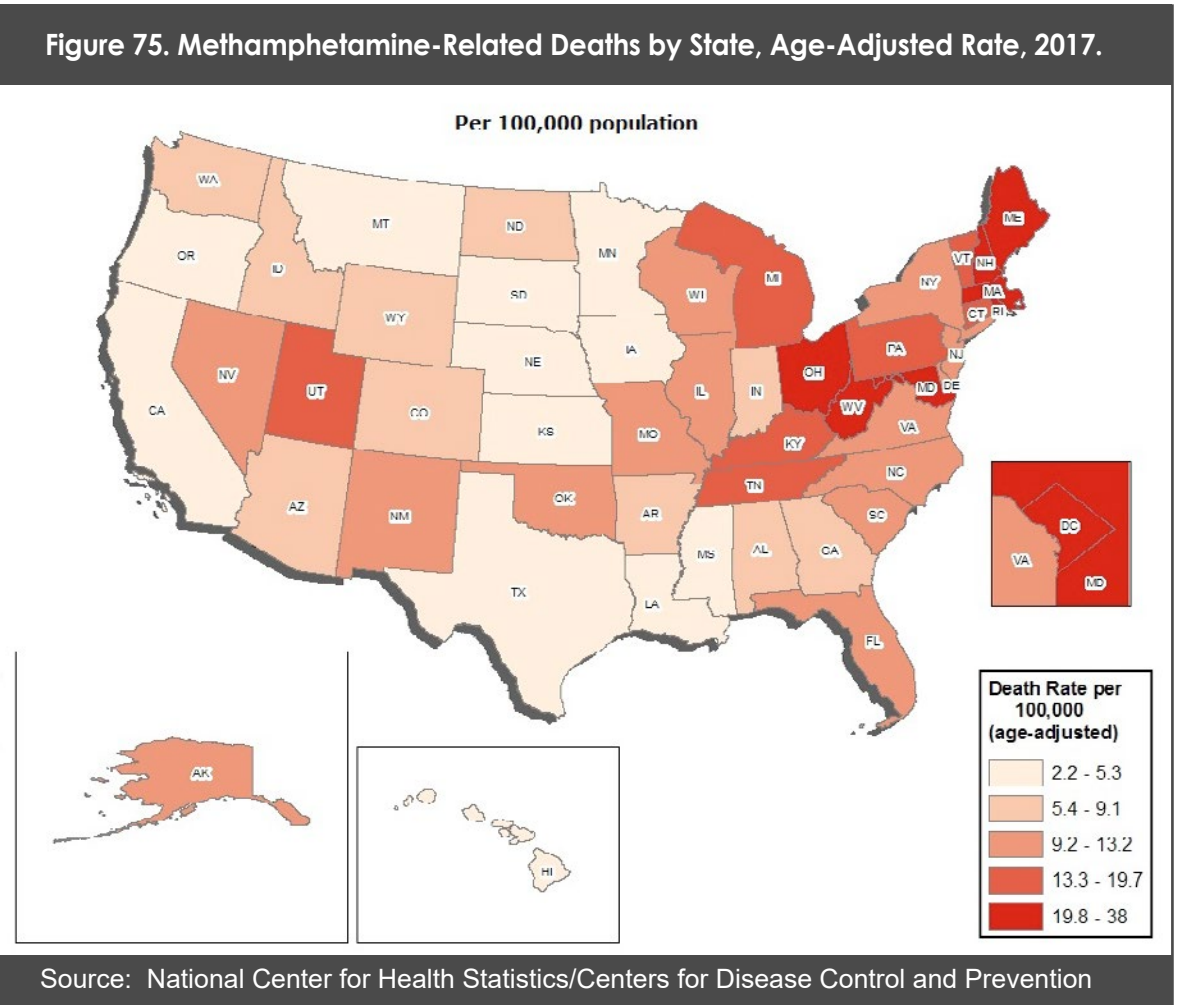 Figure 75. Methamphetamine-Related Deaths by State, Age-Adjusted Rate, 2017.
Per 100,000 population
WA
MT
ND
MN
OR
ID
SD
WY
WI
MI
ME
VT
NH
NY
MA
CT
RI
IA
NE
PA
NJ
NV
UT
CO
KS
MO
IL
IN
OH
MD
DE
WV
VA
KY
CA
AZ
NM
OK
AR
TN
NC
SC
MS
AL
GA
TX
LA
FL
DC
VA
MD
AK
HI
Death Rate per
100,000
(age-adjusted)
2.2 - 5.3
5.4 - 9.1
9.2 - 13.2
13.3 - 19.7
19.8 - 38
Source: National Center for Health Statistics/Centers for Disease Control and Prevention